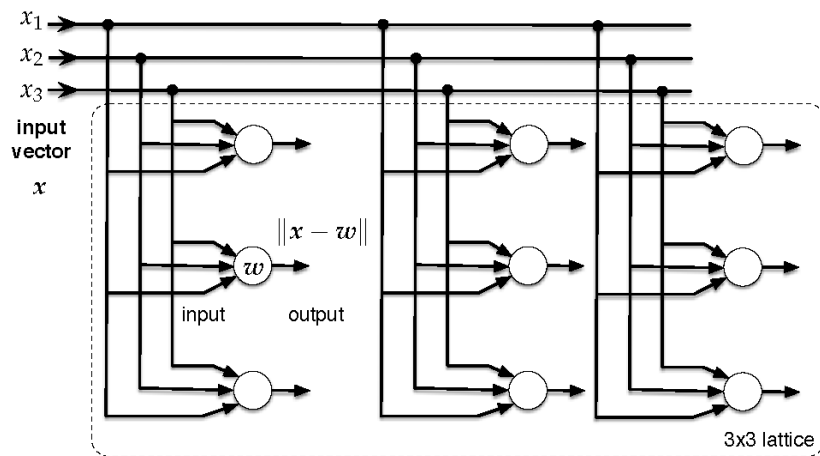 x₁
x₂
x₃
input
vector
x
‖x − w‖
w
input output
3x3 lattice